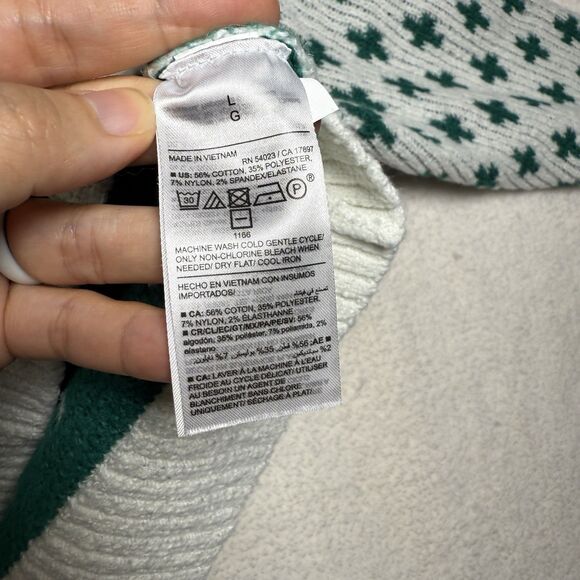 L
G
MADE IN VIETNAM
RN 54023 / CA 17897
■ US: 56% COTTON, 35% POLYESTER,
7% NYLON, 2% SPANDEX/ELASTANE
30 P ®
1166
MACHINE WASH COLD GENTLE CYCLE/
ONLY NON-CHLORINE BLEACH WHEN
NEEDED/ DRY FLAT/ COOL IRON
HECHO EN VIETNAM CON INSUMOS
IMPORTADOS/
■ CA: 56% COTTON, 35% POLYESTER,
7% NYLON, 2% ÉLASTHANNE
■ CR/CL/EC/GT/MX/PA/PE/SV: 56%
algodón, 35% poliéster, 7% poliamida, 2%
elastano
■ CA: LAVER À LA MACHINE À L'EAU
FROIDE AU CYCLE DÉLICAT/UTILISER
AU BESOIN UN AGENT DE
BLANCHIMENT SANS CHLORE
UNIQUEMENT/ SÉCHAGE À PLAT/